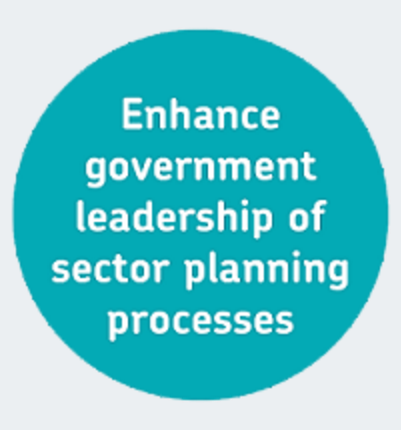 Enhance
government
leadership of
sector planning
processes